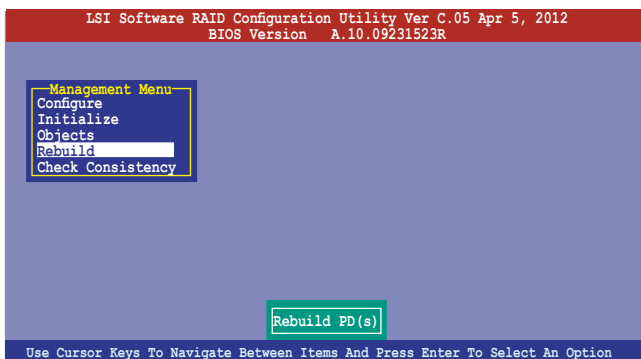 LSI Software RAID Configuration Utility Ver C.05 Apr 5, 2012
BIOS Version A.10.09231523R
Management Menu
Configure
Initialize
Objects
Rebuild
Check Consistency
Rebuild PD(s)
Use Cursor Keys To Navigate Between Items And Press Enter To Select An Option